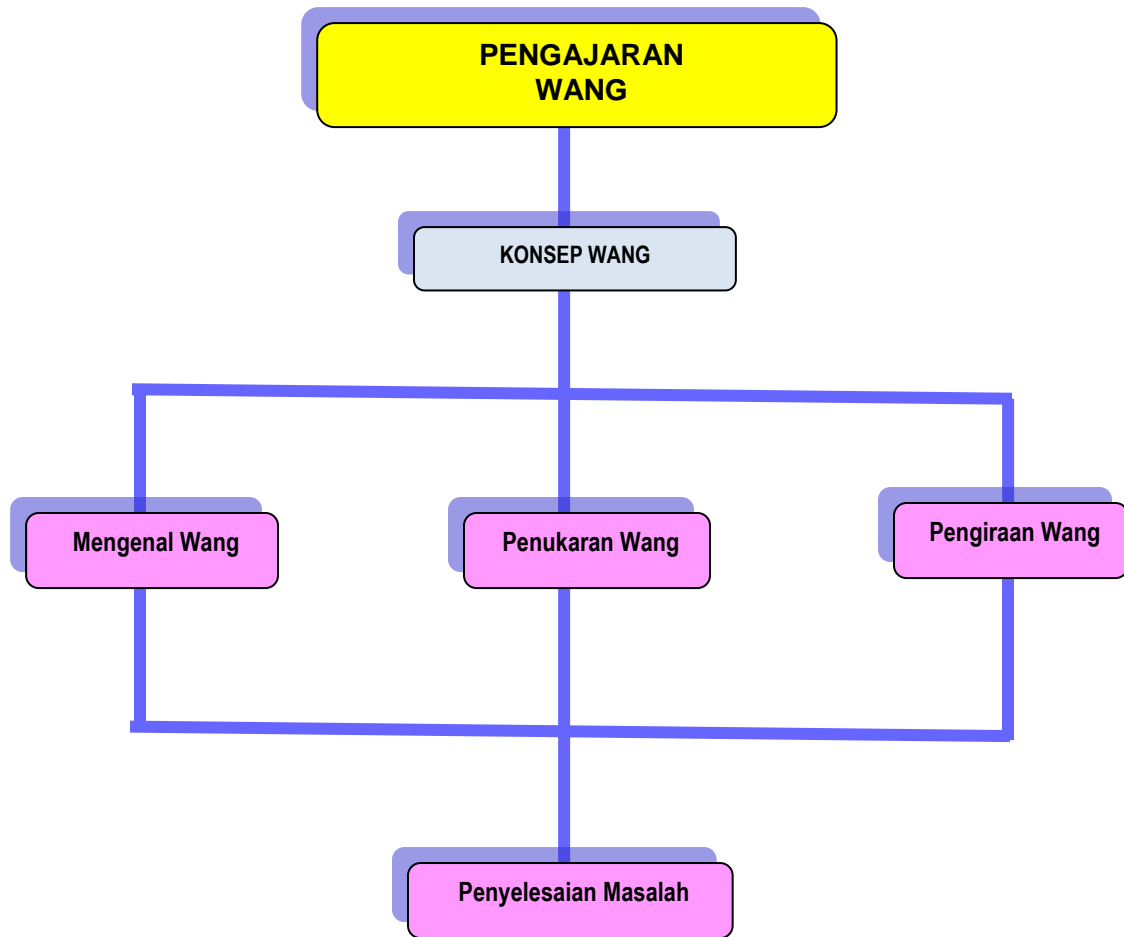 PENGAJARAN
WANG
KONSEP WANG
Mengenal Wang
Penukaran Wang
Pengiraan Wang
Penyelesaian Masalah